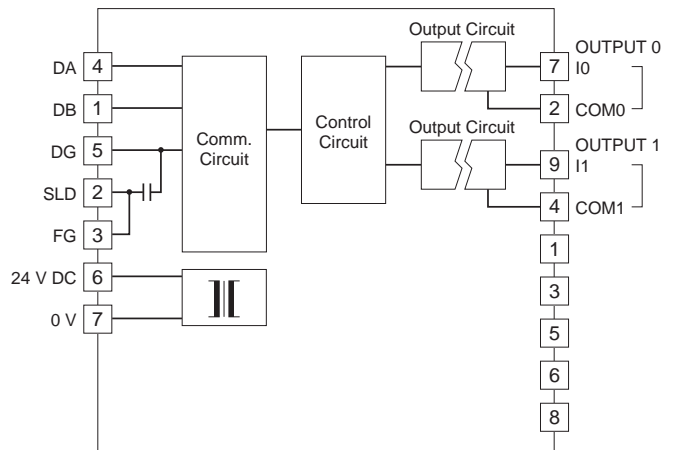 Output Circuit
OUTPUT 0
DA 4
7 I0
DB 1
2 COM0
Comm. Circuit
Control Circuit
Output Circuit
OUTPUT 1
DG 5
9 I1
SLD 2
4 COM1
FG 3
1
24 V DC 6
3
0 V 7
5
6
8